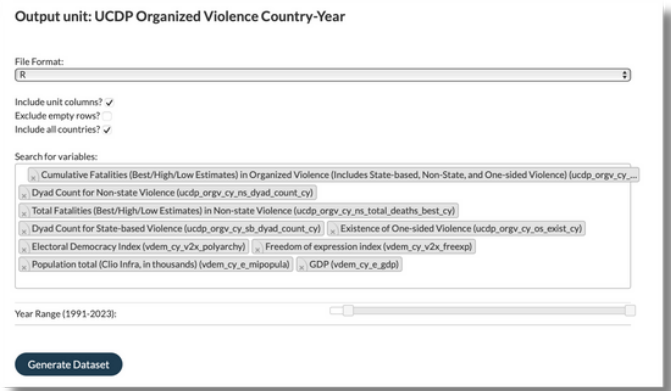 Output unit: UCDP Organized Violence Country-Year
File Format:
R
Include unit columns?
Exclude empty rows?
Include all countries?
Search for variables:
× Cumulative Fatalities (Best/High/Low Estimates) in Organized Violence (Includes State-based, Non-State, and One-sided Violence) (ucdp_orgv_cy_...
× Dyad Count for Non-state Violence (ucdp_orgv_cy_ns_dyad_count_cy)
× Total Fatalities (Best/High/Low Estimates) in Non-state Violence (ucdp_orgv_cy_ns_total_deaths_best_cy)
× Dyad Count for State-based Violence (ucdp_orgv_cy_sb_dyad_count_cy) × Existence of One-sided Violence (ucdp_orgv_cy_os_exist_cy)
× Electoral Democracy Index (vdem_cy_v2x_polyarchy) × Freedom of expression index (vdem_cy_v2x_freexp)
× Population total (Clio Infra, in thousands) (vdem_cy_e_mipopula) × GDP (vdem_cy_e_gdp)
Year Range (1991-2023):
Generate Dataset